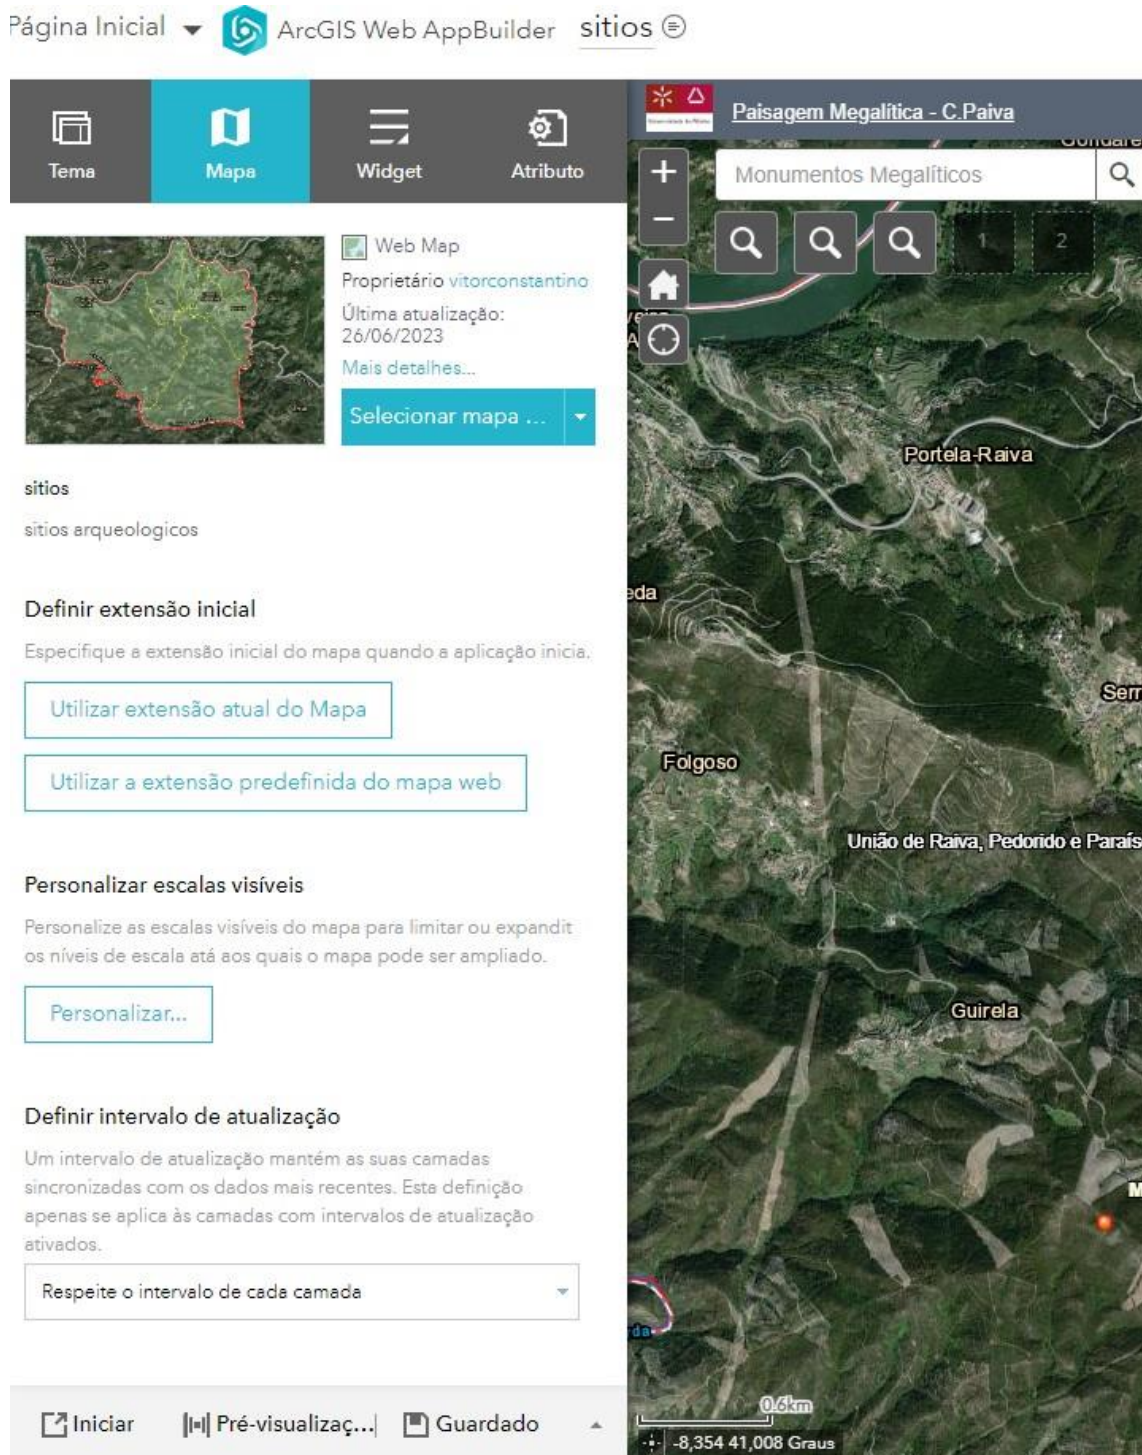 Página Inicial
ArcGIS Web AppBuilder
sitios
Tema
Mapa
Widget
Atributo
Web Map
Proprietário vitorconstantino
Última atualização:
26/06/2023
Mais detalhes...
Selecionar mapa ...
sitios
sitios arqueologicos
Definir extensão inicial
Especifique a extensão inicial do mapa quando a aplicação inicia.
Utilizar extensão atual do Mapa
Utilizar a extensão predefinida do mapa web
Personalizar escalas visíveis
Personalize as escalas visíveis do mapa para limitar ou expandit
os níveis de escala atá aos quais o mapa pode ser ampliado.
Personalizar...
Definir intervalo de atualização
Um intervalo de atualização mantém as suas camadas
sincronizadas com os dados mais recentes. Esta definição
apenas se aplica às camadas com intervalos de atualização
ativados.
Respeite o intervalo de cada camada
Iniciar
Pré-visualizaç...
Guardado
Paisagem Megalítica - C.Paiva
Monumentos Megalíticos
1
2
Portela-Raiva
eda
Serr
Folgoso
União de Raiva, Pedorido e Paraís
Guirela
M
rda
0.6km
-8,354 41,008 Graus